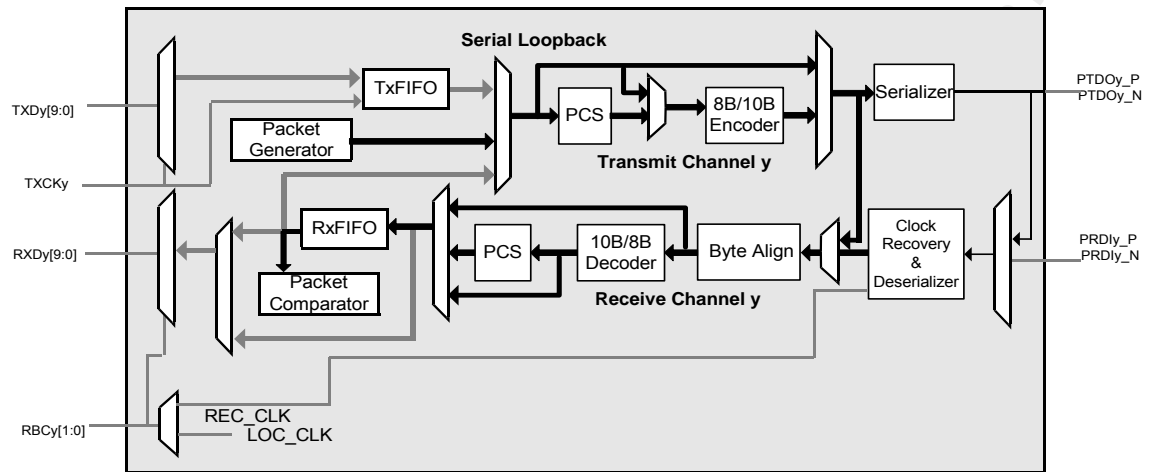 Serial Loopback
TXDy[9:0]
TxFIFO
Packet
Generator
PCS
8B/10B
Encoder
Serializer
PTDOy_P
PTDOy_N
Transmit Channel y
TXCKy
RXDy[9:0]
RxFIFO
Packet
Comparator
PCS
10B/8B
Decoder
Byte Align
Clock
Recovery
&
Deserializer
PRDIy_P
PRDIy_N
Receive Channel y
RBCy[1:0]
REC_CLK
LOC_CLK